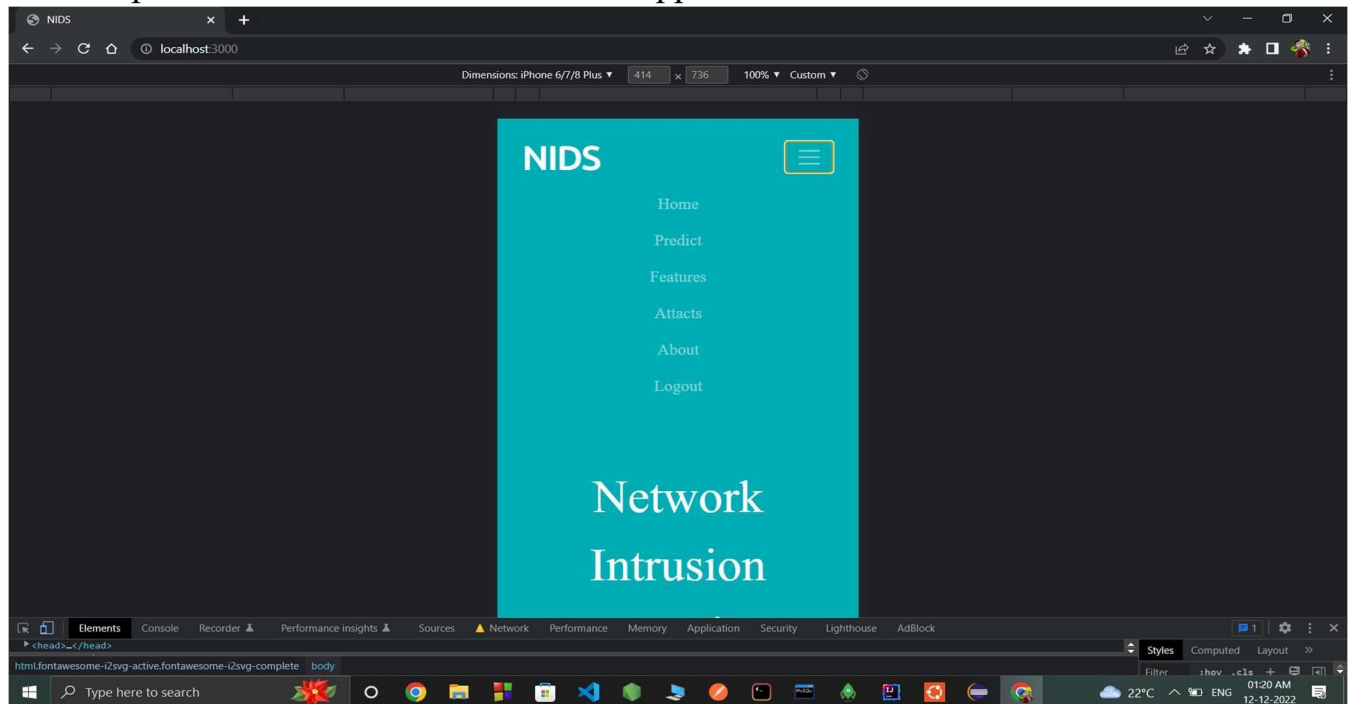 NIDS
localhost:3000
Dimensions: iPhone 6/7/8 Plus ▼ 414 × 736 100% ▼ Custom ▼
NIDS
Home
Predict
Features
Attacts
About
Logout
Network
Intrusion
Elements Console Recorder Performance insights Sources Network Performance Memory Application Security Lighthouse AdBlock 1
<head>…</head>
Styles Computed Layout »
html.fontawesome-i2svg-active.fontawesome-i2svg-complete body
Filter :hov .cls +
Type here to search
22°C ENG 01:20 AM
12-12-2022